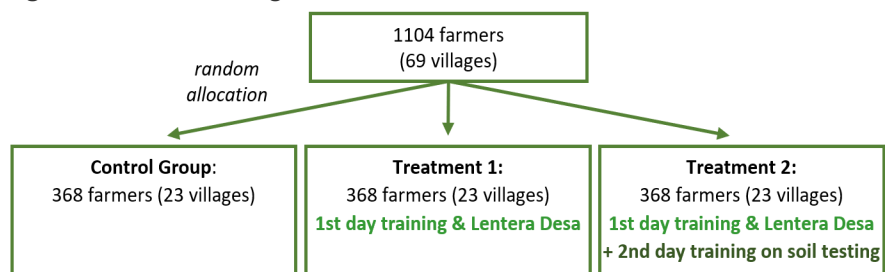 1104 farmers
(69 villages)
random
allocation
Control Group:
368 farmers (23 villages)
Treatment 1:
368 farmers (23 villages)
1st day training & Lentera Desa
Treatment 2:
368 farmers (23 villages)
1st day training & Lentera Desa
+ 2nd day training on soil testing